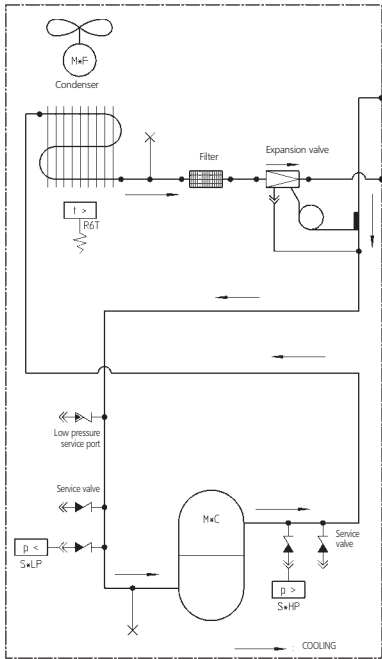 M*F
Condenser
Filter
Expansion valve
t >
R6T
Low pressure
service port
Service valve
p <
S*LP
M*C
Service
valve
p >
S*HP
: COOLING